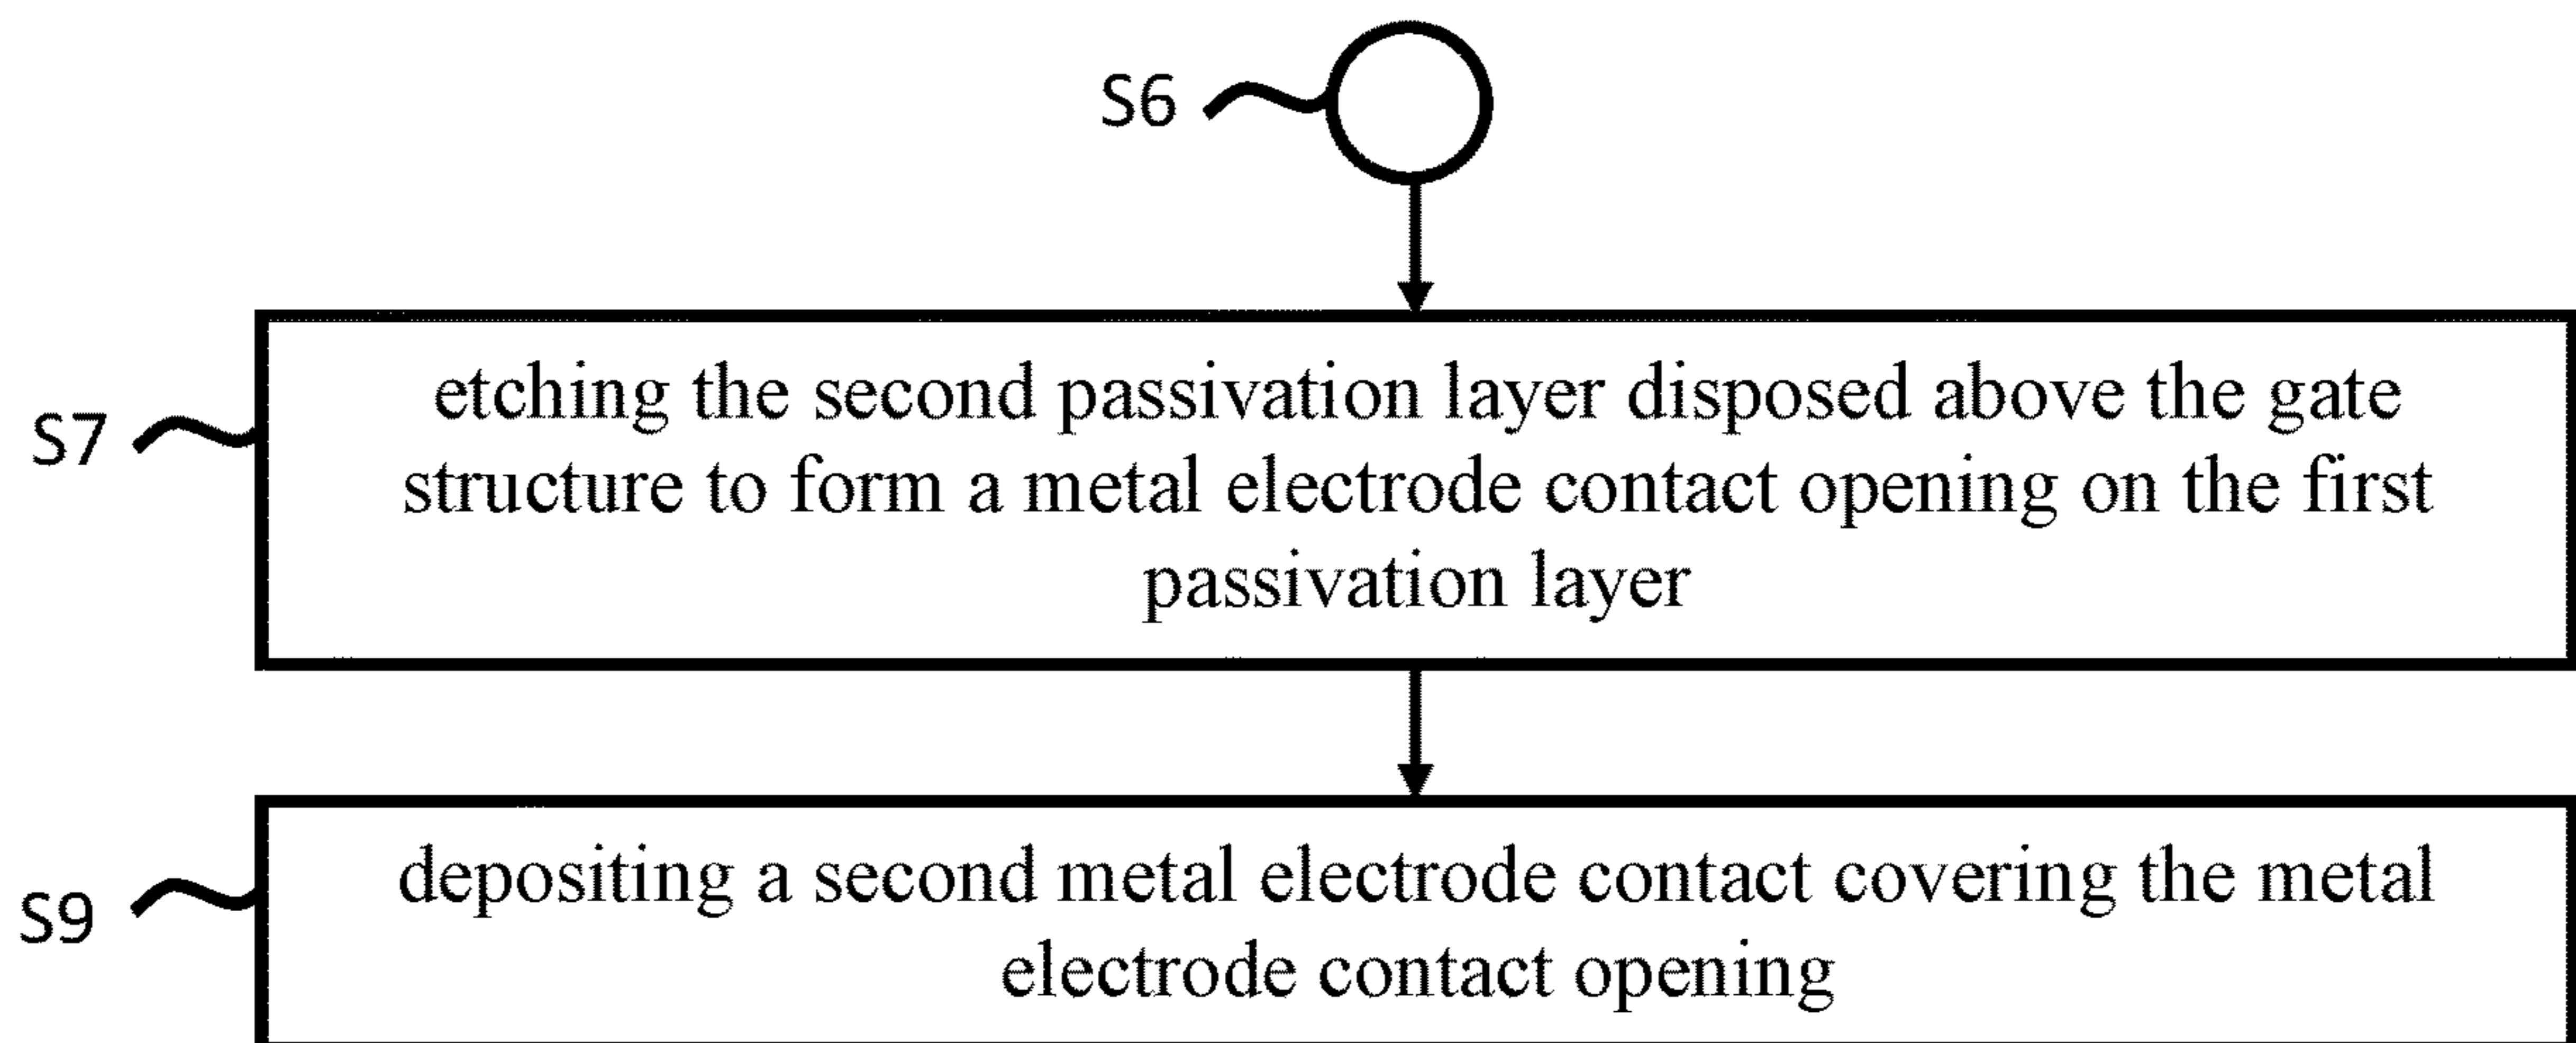 S6
S7
etching the second passivation layer disposed above the gate
structure to form a metal electrode contact opening on the first
passivation layer
S9
depositing a second metal electrode contact covering the metal
electrode contact opening